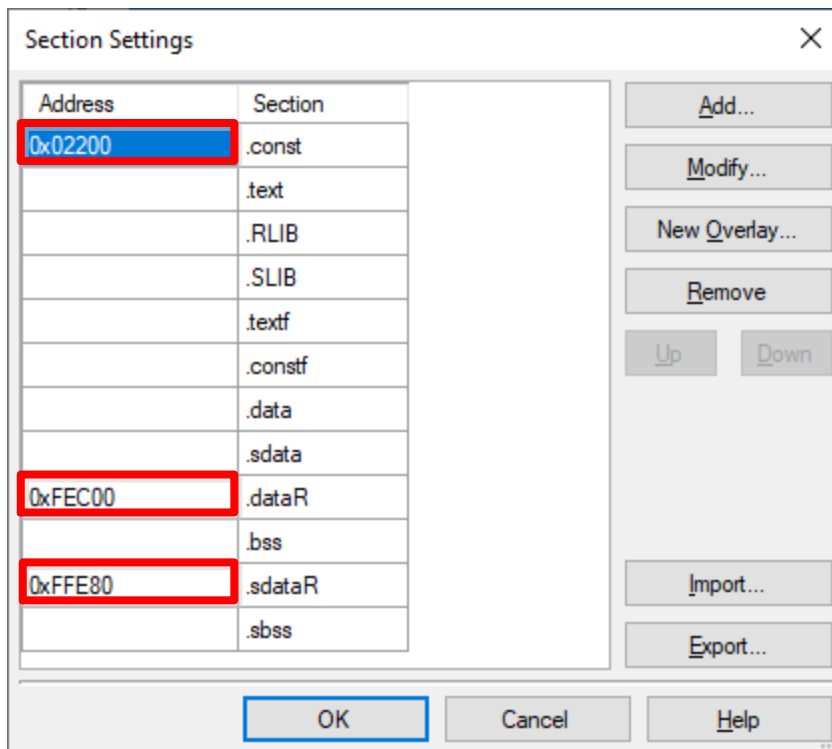 Section Settings
Address Section
0x02200 .const
.text
.RLIB
.SLIB
.textf
.constf
.data
.sdata
0xFEC00 .dataR
.bss
0xFFE80 .sdataR
.sbss
Add...
Modify...
New Overlay...
Remove
Up Down
Import...
Export...
OK Cancel Help